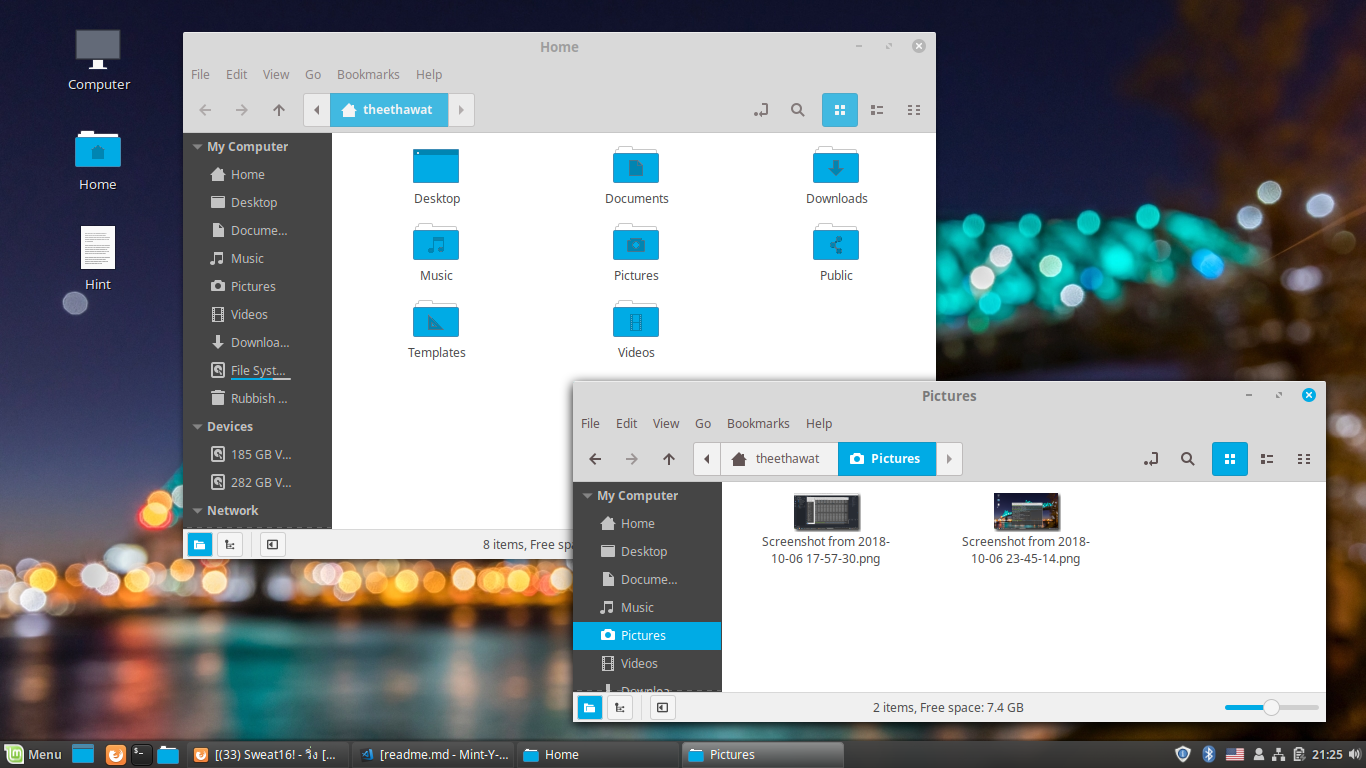 Computer
Home
Hint
Home
File Edit View Go Bookmarks Help
theethawat
My Computer
Home
Desktop
Docume...
Music
Pictures
Videos
Downloa...
File Syst...
Rubbish ...
Devices
185 GB V...
282 GB V...
Network
Desktop
Documents
Downloads
Music
Pictures
Public
Templates
Videos
8 items, Free spa
Pictures
File Edit View Go Bookmarks Help
theethawat
Pictures
My Computer
Home
Desktop
Docume...
Music
Pictures
Videos
Downloa
Screenshot from 2018-
10-06 17-57-30.png
Screenshot from 2018-
10-06 23-45-14.png
2 items, Free space: 7.4 GB
Menu
[(33) Sweat16! - วิ่ง [...
[readme.md - Mint-Y-...
Home
Pictures
21:25